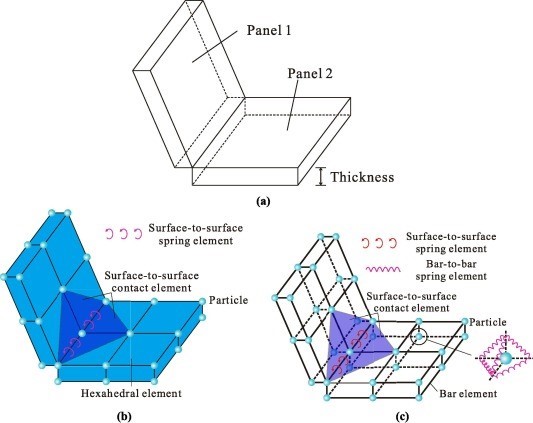 Panel 1
Panel 2
Thickness
(a)
Surface-to-surface
spring element
Surface-to-surface
contact element
Particle
Hexahedral element
(b)
Surface-to-surface
spring element
Bar-to-bar
spring element
Surface-to-surface
contact element
Particle
Bar element
(c)